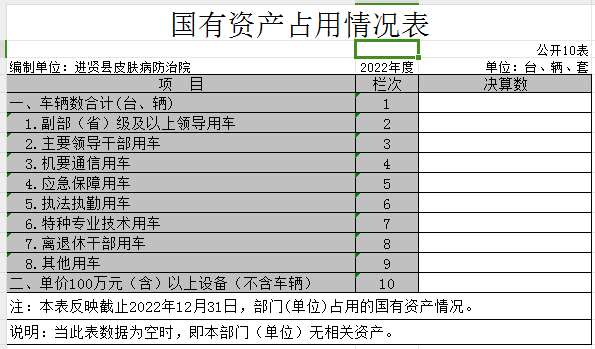 国有资产占用情况表
公开10表
编制单位：进贤县皮肤病防治院 2022年度 单位：台、辆、套
项 目 栏次 决算数
一、车辆数合计(台、辆) 1
1.副部（省）级及以上领导用车 2
2.主要领导干部用车 3
3.机要通信用车 4
4.应急保障用车 5
5.执法执勤用车 6
6.特种专业技术用车 7
7.离退休干部用车 8
8.其他用车 9
二、单价100万元（含）以上设备（不含车辆） 10
注：本表反映截止2022年12月31日，部门(单位)占用的国有资产情况。
说明：当此表数据为空时，即本部门（单位）无相关资产。